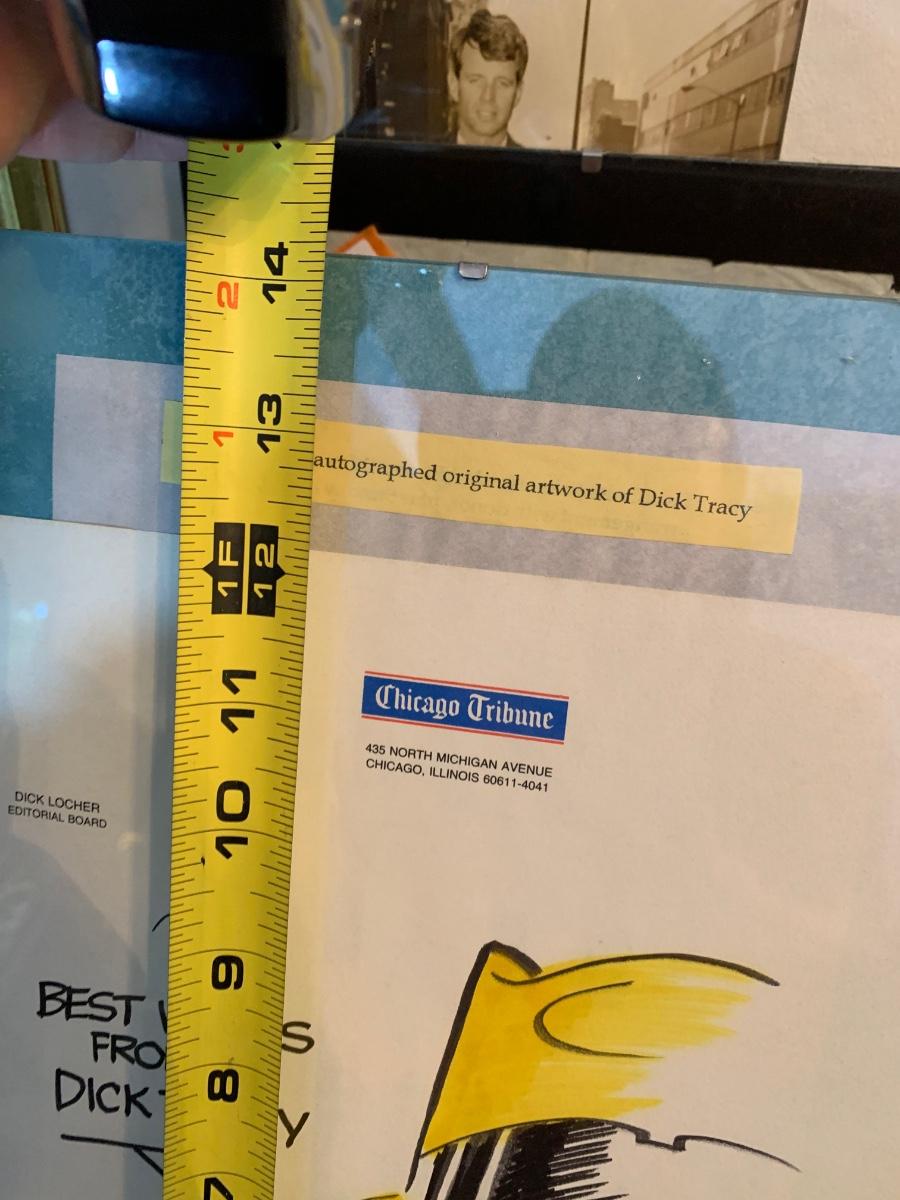 14
2
13
1
autographed original artwork of Dick Tracy
1F
12
11
Chicago Tribune
435 NORTH MICHIGAN AVENUE
CHICAGO, ILLINOIS 60611-4041
10
DICK LOCHER
EDITORIAL BOARD
9
BEST
FRO
DICK
8
7